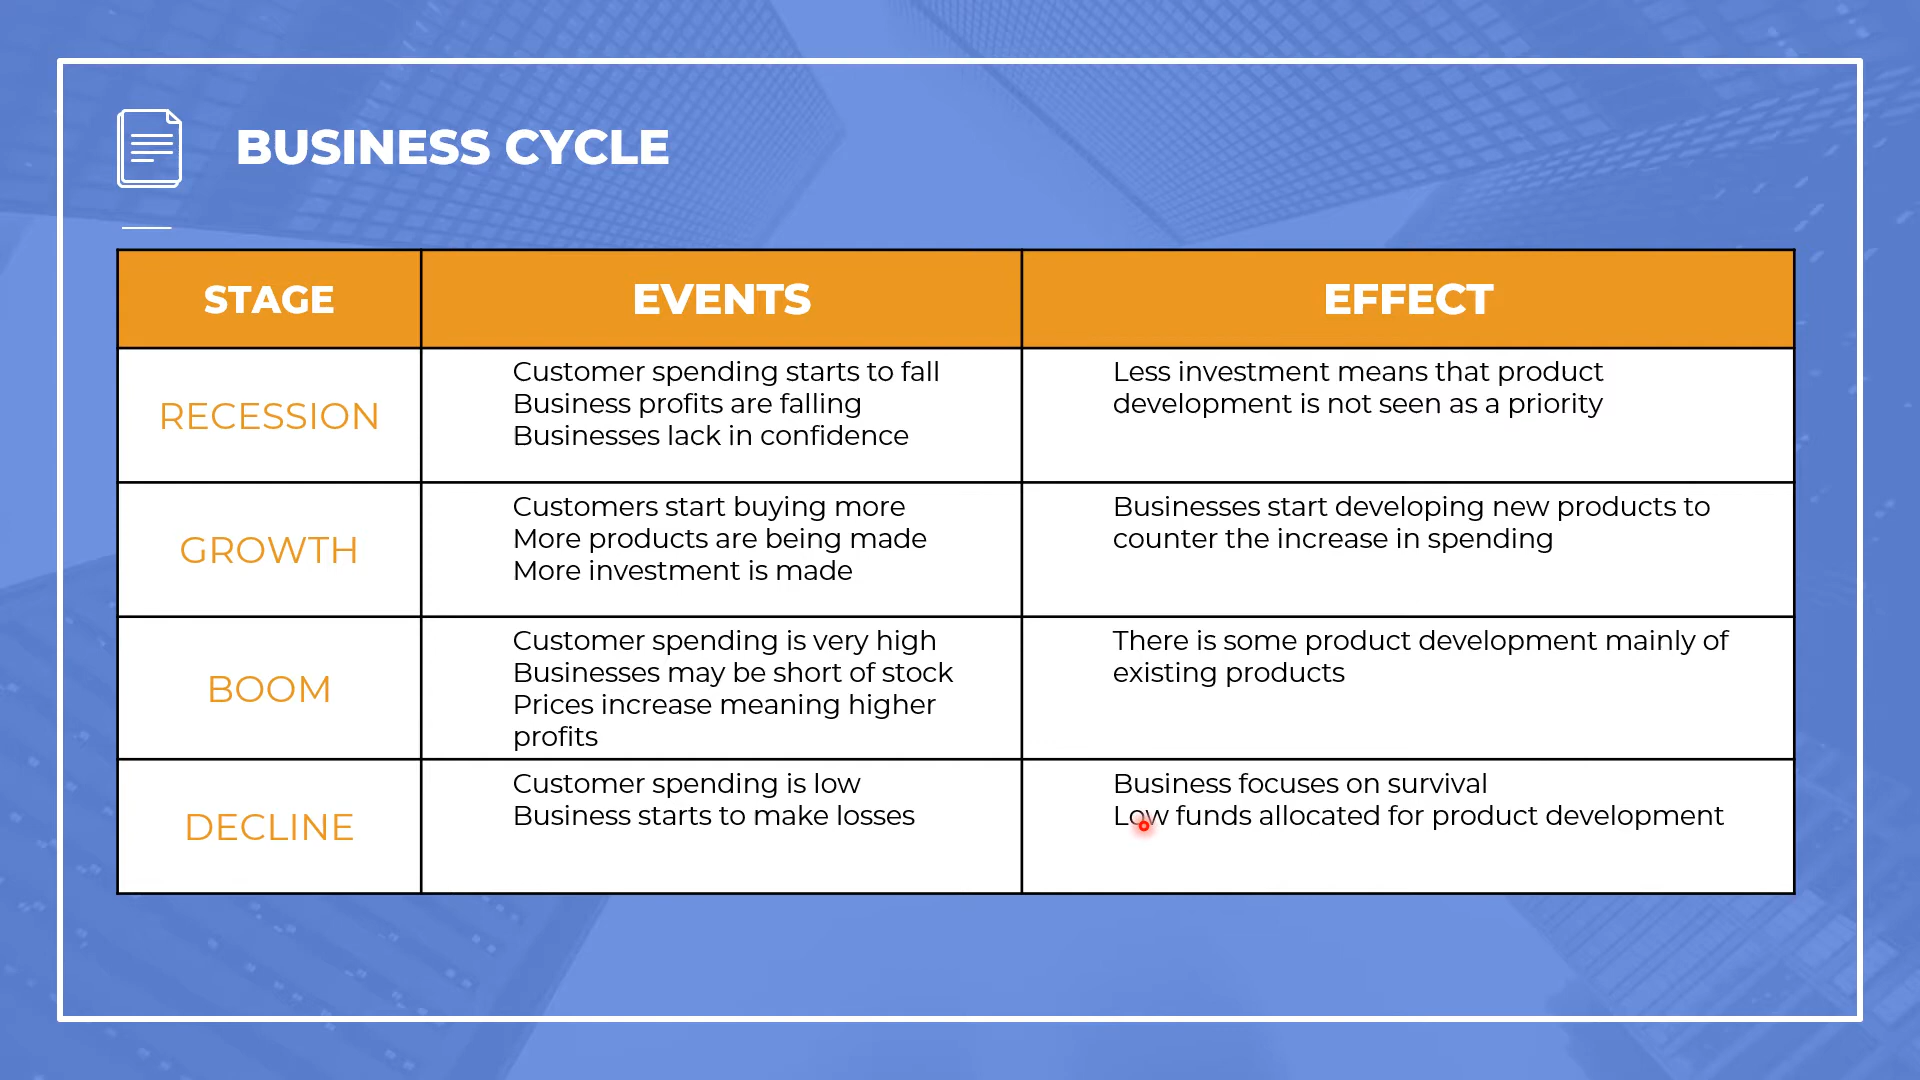 BUSINESS CYCLE
STAGE
EVENTS
EFFECT
RECESSION
Customer spending starts to fall
Business profits are falling
Businesses lack in confidence
Less investment means that product
development is not seen as a priority
GROWTH
Customers start buying more
More products are being made
More investment is made
Businesses start developing new products to
counter the increase in spending
BOOM
Customer spending is very high
Businesses may be short of stock
Prices increase meaning higher
profits
There is some product development mainly of
existing products
DECLINE
Customer spending is low
Business starts to make losses
Business focuses on survival
Low funds allocated for product development